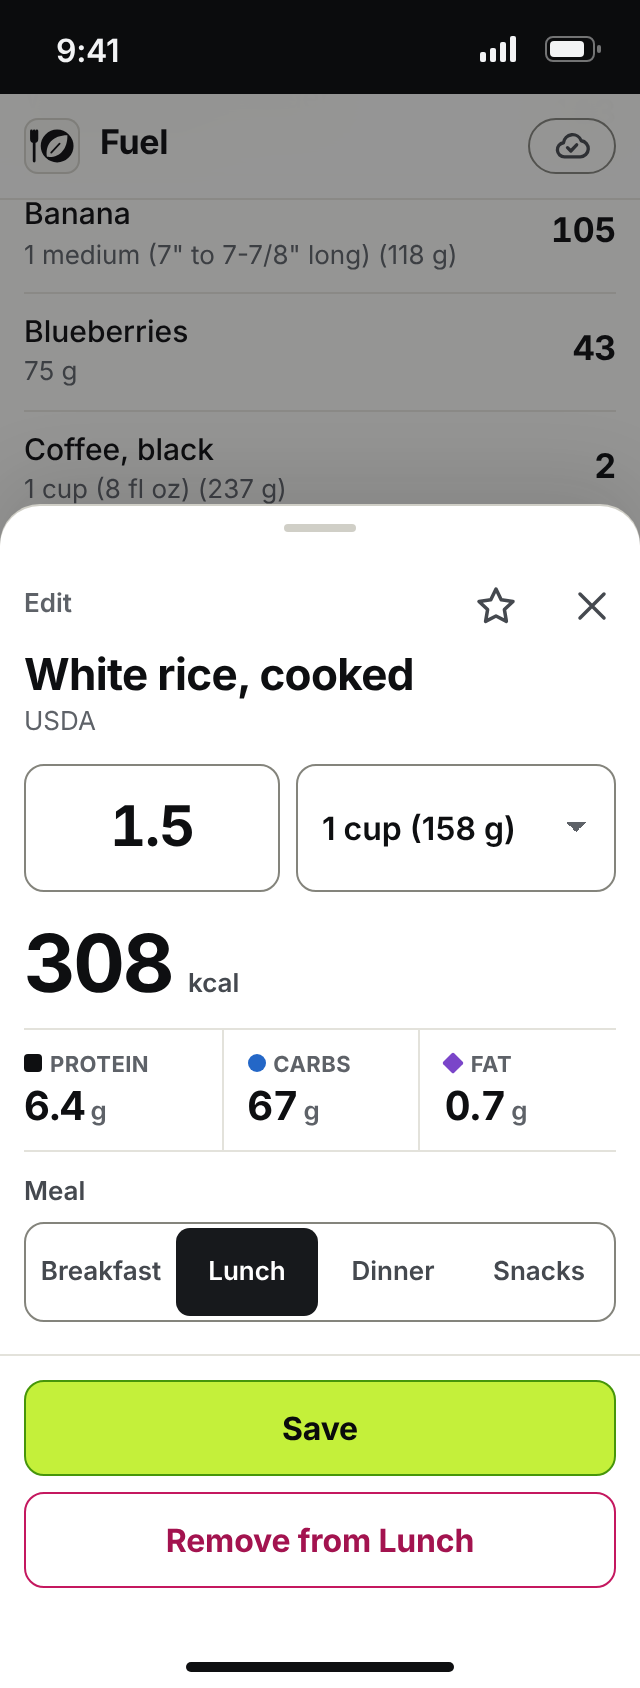 9:41
Fuel
Banana
105
1 medium (7" to 7-7/8" long) (118 g)
Blueberries
43
75 g
Coffee, black
2
1 cup (8 fl oz) (237 g)
Edit
White rice, cooked
USDA
1.5
1 cup (158 g)
308 kcal
PROTEIN CARBS FAT
6.4 g 67 g 0.7 g
Meal
Breakfast Lunch Dinner Snacks
Save
Remove from Lunch